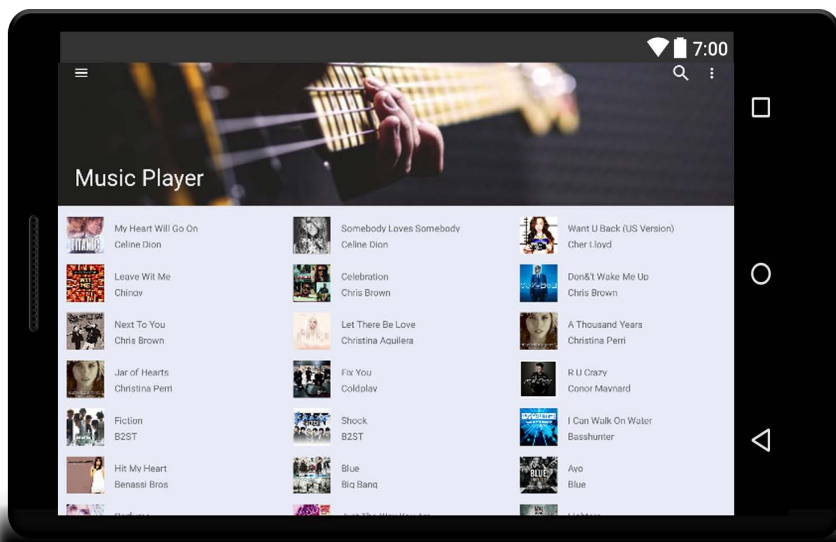 7:00
Music Player
My Heart Will Go On
Celine Dion
Somebody Loves Somebody
Celine Dion
Want U Back (US Version)
Cher Lloyd
Leave Wit Me
Chingy
Celebration
Chris Brown
Don&t Wake Me Up
Chris Brown
Next To You
Chris Brown
Let There Be Love
Christina Aguilera
A Thousand Years
Christina Perri
Jar of Hearts
Christina Perri
Fix You
Coldplay
R U Crazy
Conor Maynard
Fiction
B2ST
Shock
B2ST
I Can Walk On Water
Basshunter
Hit My Heart
Benassi Bros
Blue
Big Bang
Ayo
Blue